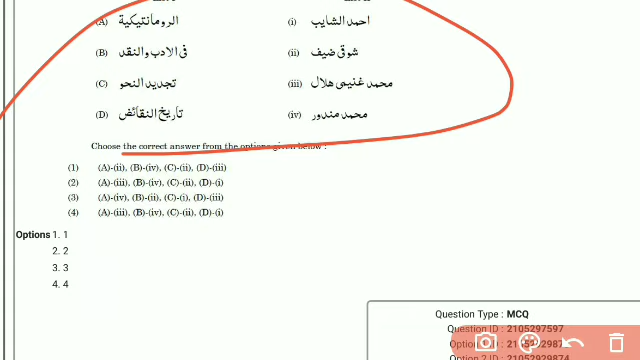 (A) الرومانتيكية (i) احمد الشايب
(B) فى الادب والنقد (ii) شوقى ضيف
(C) تجديد النحو (iii) محمد غنيمى هلال
(D) تاريخ النقائض (iv) محمد مندور
Choose the correct answer from the options given below :
(1) (A)-(ii), (B)-(iv), (C)-(ii), (D)-(iii)
(2) (A)-(iii), (B)-(iv), (C)-(ii), (D)-(i)
(3) (A)-(iv), (B)-(ii), (C)-(i), (D)-(iii)
(4) (A)-(iii), (B)-(iv), (C)-(ii), (D)-(i)
Options 1. 1
2. 2
3. 3
4. 4
Question Type : MCQ
Question ID : 2105297597
Option 2 ID : 21052929874